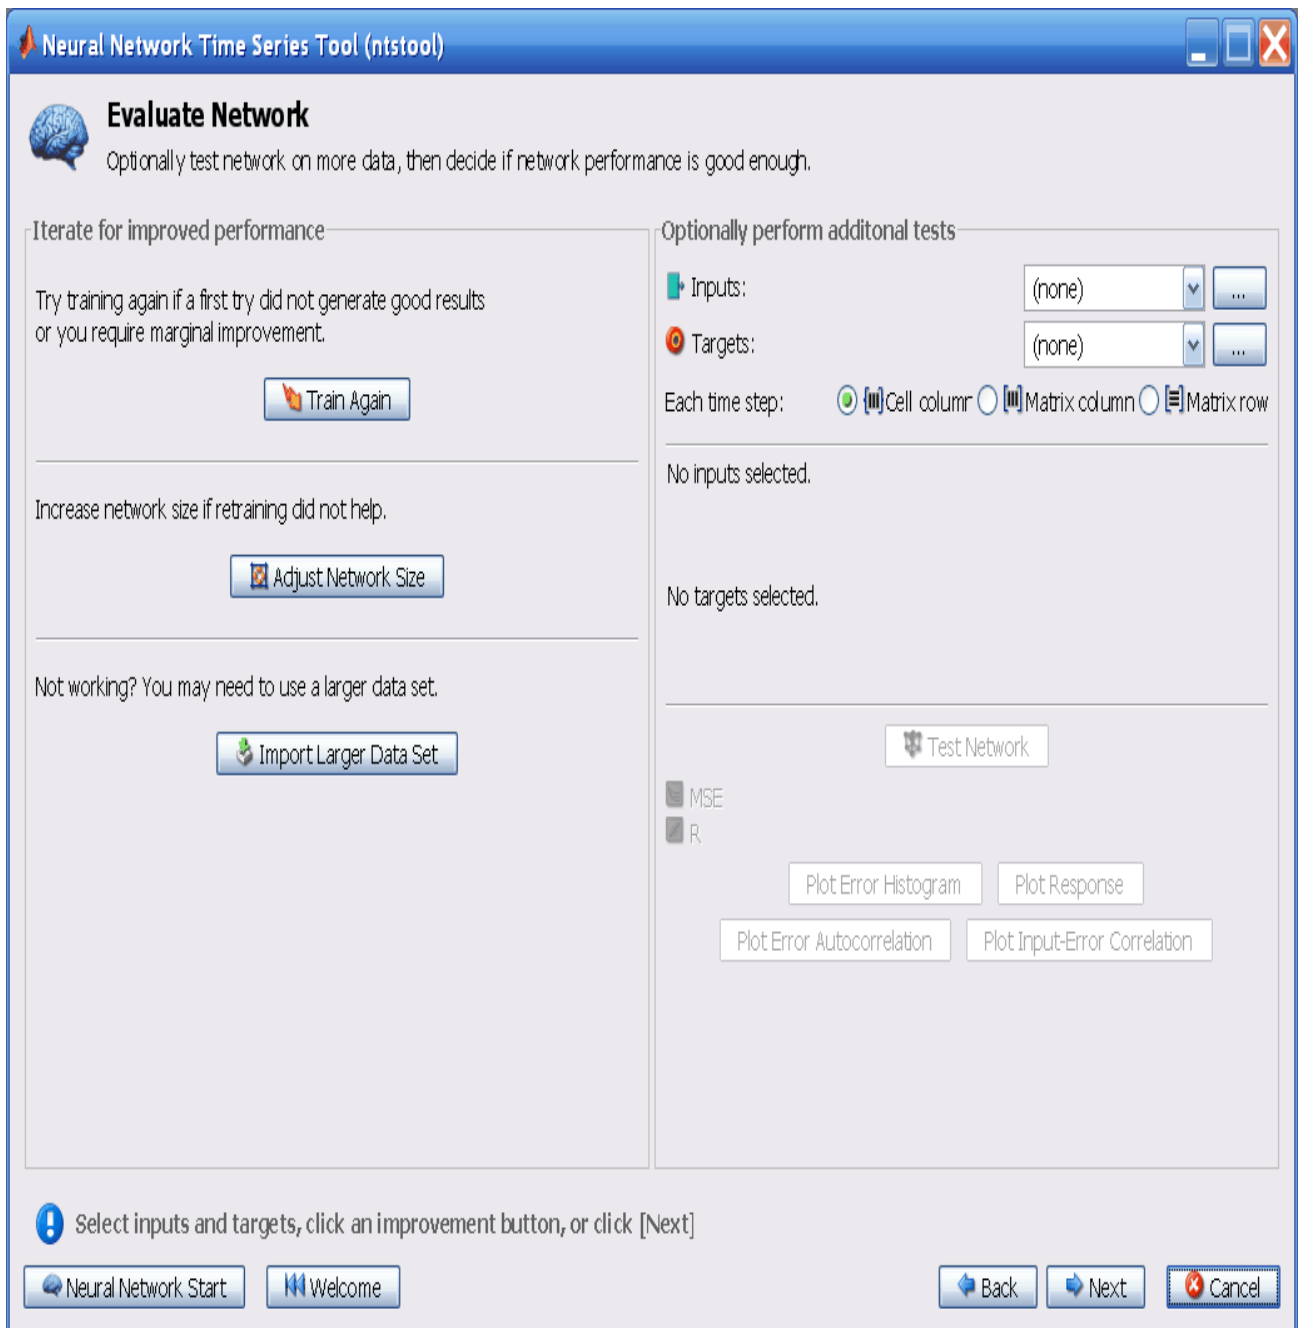 Neural Network Time Series Tool (ntstool)
Evaluate Network
Optionally test network on more data, then decide if network performance is good enough.
Iterate for improved performance
Try training again if a first try did not generate good results
or you require marginal improvement.
Train Again
Increase network size if retraining did not help.
Adjust Network Size
Not working? You may need to use a larger data set.
Import Larger Data Set
Optionally perform additonal tests
Inputs: (none) ...
Targets: (none) ...
Each time step: Cell column Matrix column Matrix row
No inputs selected.
No targets selected.
Test Network
MSE
R
Plot Error Histogram Plot Response
Plot Error Autocorrelation Plot Input-Error Correlation
Select inputs and targets, click an improvement button, or click [Next]
Neural Network Start Welcome Back Next Cancel